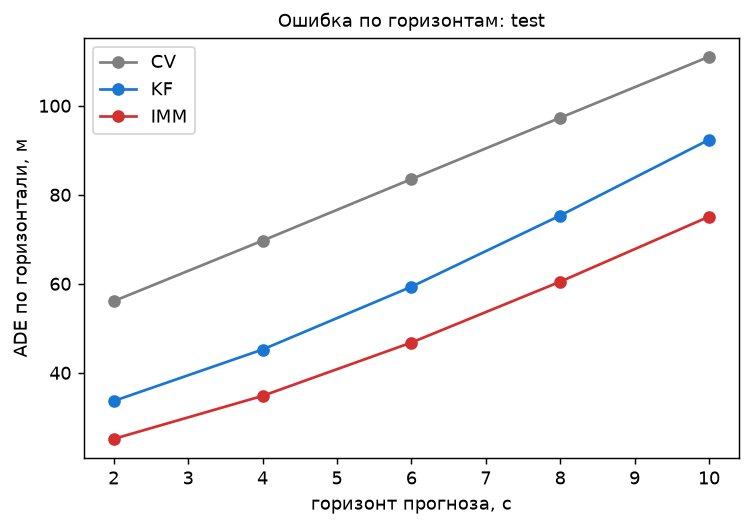 Ошибка по горизонтам: test
CV
KF
IMM
ADE по горизонтали, м
100
80
60
40
2 3 4 5 6 7 8 9 10
горизонт прогноза, с